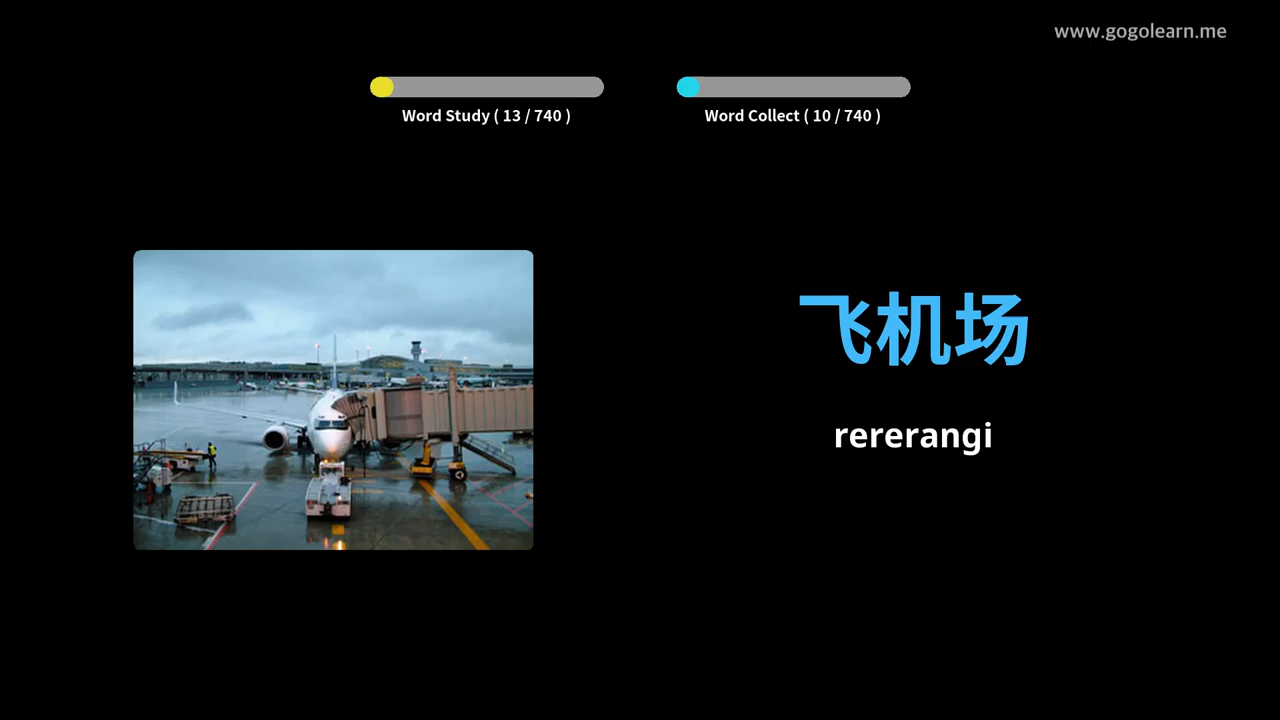 www.gogolearn.me
Word Study ( 13 / 740 )
Word Collect ( 10 / 740 )
飞机场
rererangi